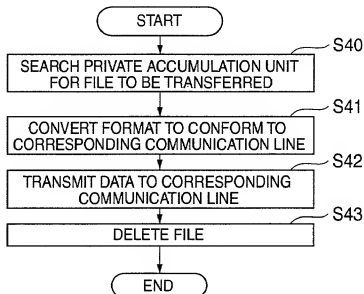 START
S40
SEARCH PRIVATE ACCUMULATION UNIT
FOR FILE TO BE TRANSFERRED
S41
CONVERT FORMAT TO CONFORM TO
CORRESPONDING COMMUNICATION LINE
S42
TRANSMIT DATA TO CORRESPONDING
COMMUNICATION LINE
S43
DELETE FILE
END